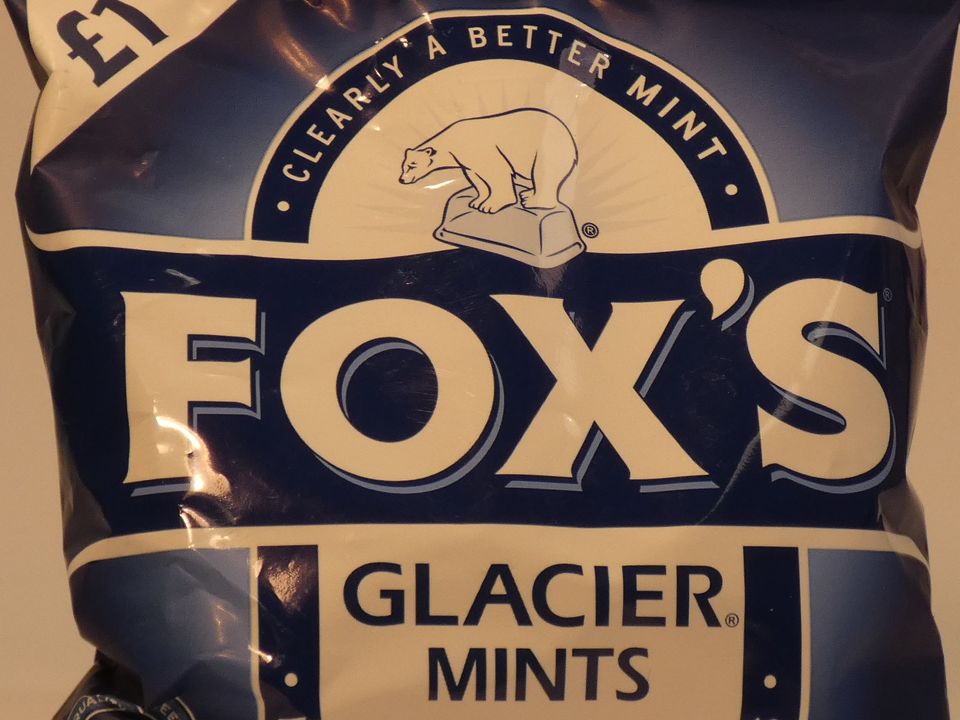 £1
CLEARLY A BETTER MINT
®
FOX'S
®
GLACIER®
MINTS